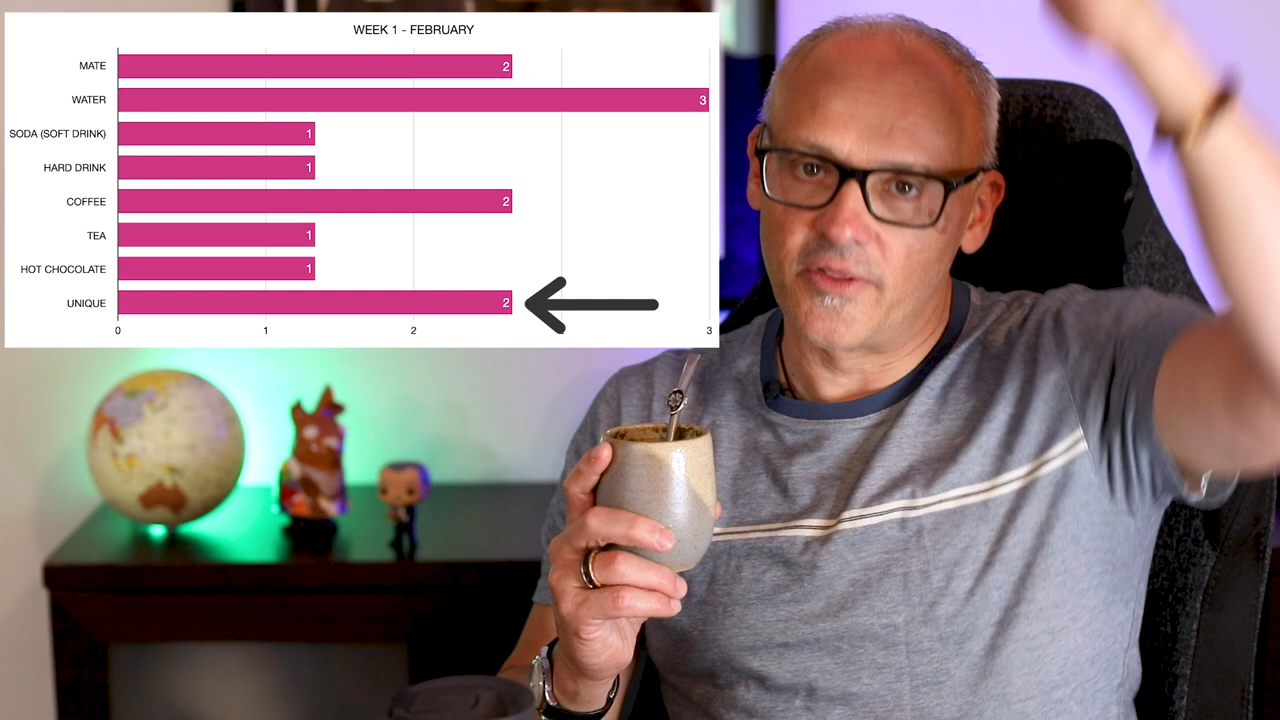 WEEK 1 - FEBRUARY
MATE 2
WATER 3
SODA (SOFT DRINK) 1
HARD DRINK 1
COFFEE 2
TEA 1
HOT CHOCOLATE 1
UNIQUE 2
0 1 2 3